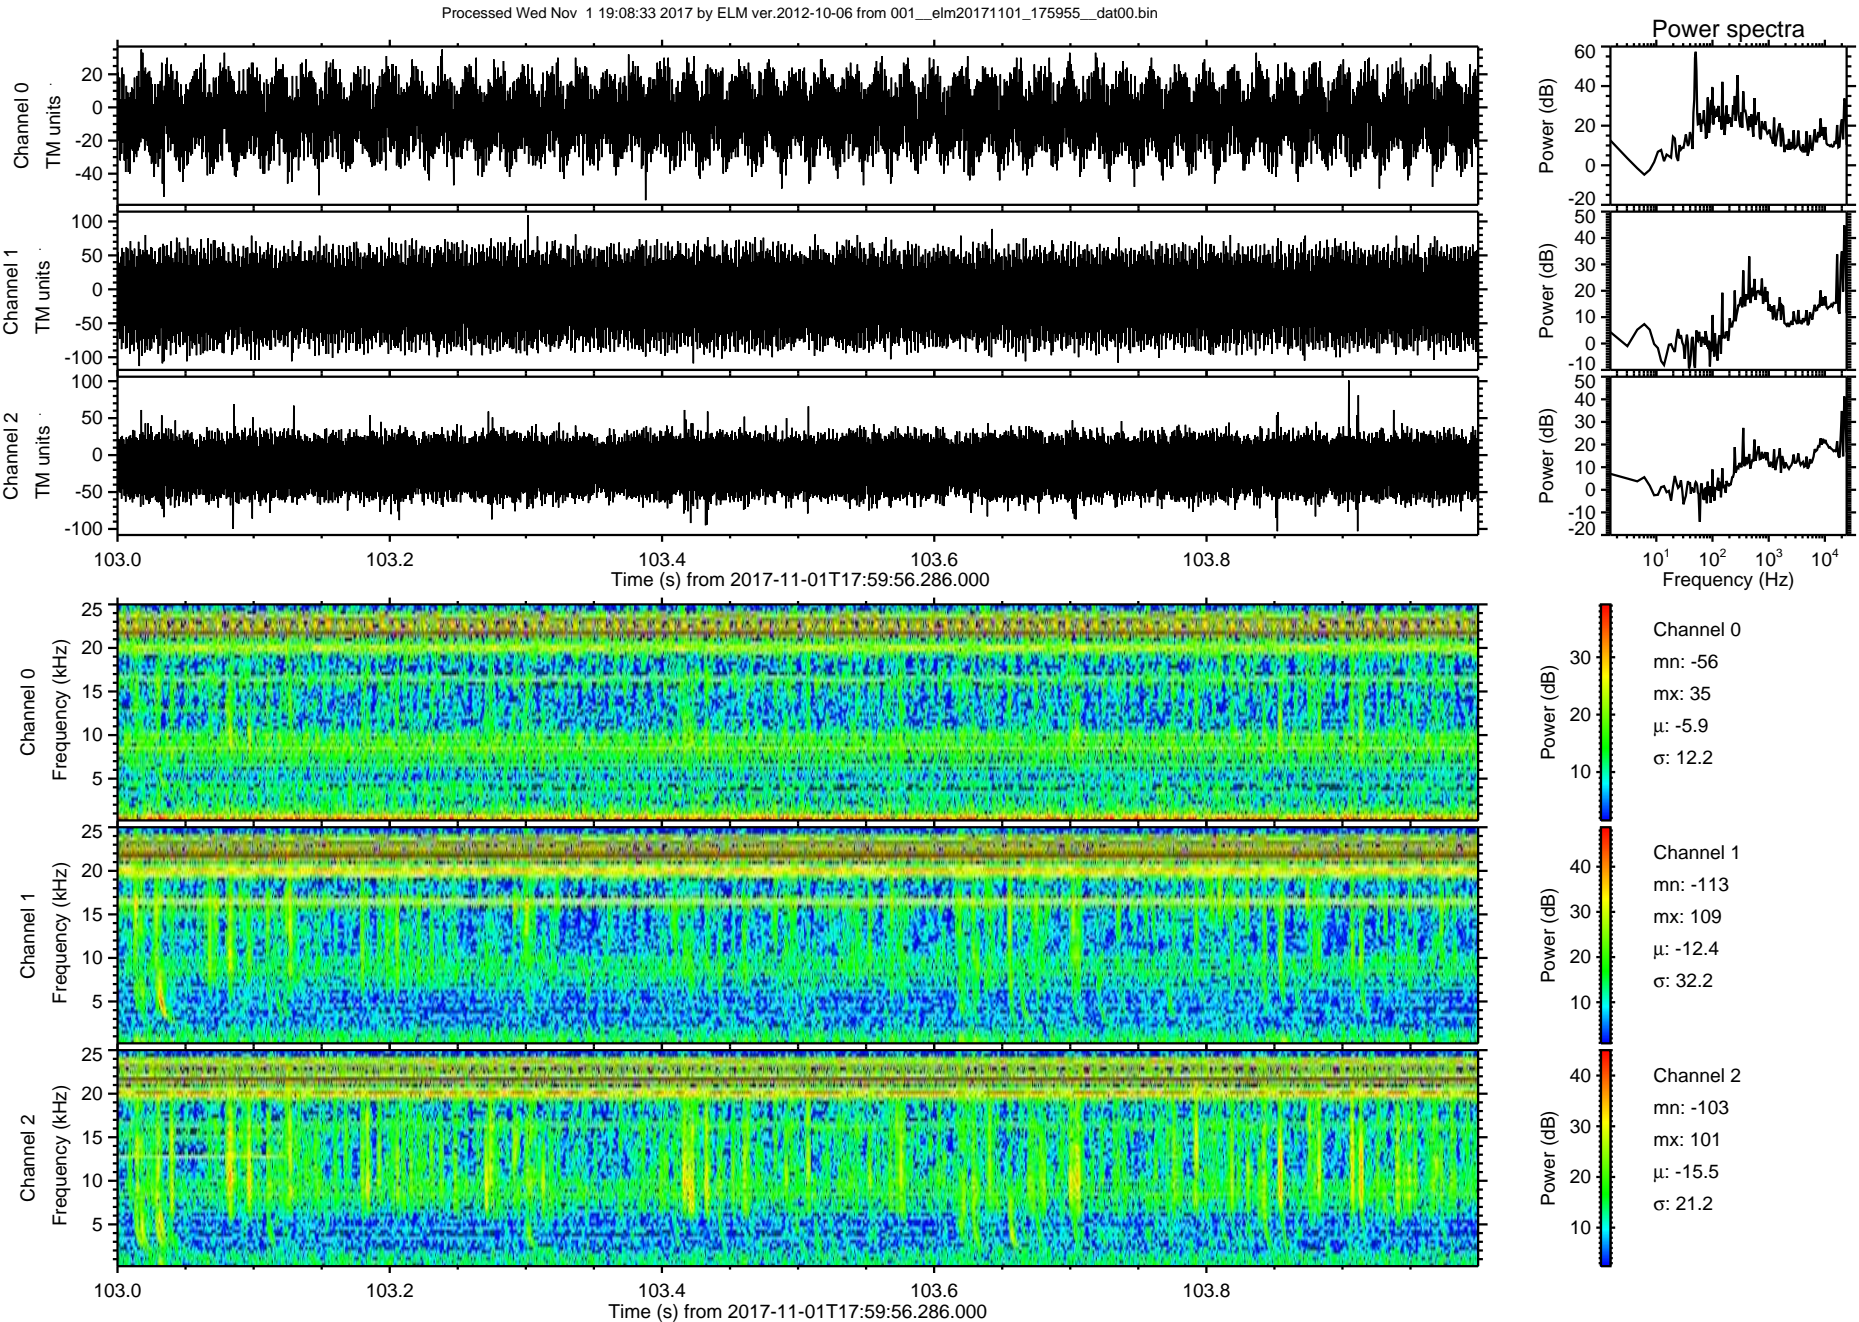 Processed Wed Nov  1 19:08:33 2017 by ELM ver.2012-10-06 from 001__elm20171101_175955__dat00.bin
Power spectra
Channel 0
TM units
20
0
-20
-40
Power (dB)
60
40
20
0
-20
Channel 1
TM units
100
50
0
-50
-100
Power (dB)
50
40
30
20
10
0
-10
Channel 2
TM units
100
50
0
-50
-100
Power (dB)
50
40
30
20
10
0
-10
-20
103.0 103.2 103.4 103.6 103.8
Time (s) from 2017-11-01T17:59:56.286.000
10^1 10^2 10^3 10^4
Frequency (Hz)
Channel 0
Frequency (kHz)
25
20
15
10
5
Power (dB)
30
20
10
Channel 0
mn: -56
mx: 35
μ: -5.9
σ: 12.2
Channel 1
Frequency (kHz)
25
20
15
10
5
Power (dB)
40
30
20
10
Channel 1
mn: -113
mx: 109
μ: -12.4
σ: 32.2
Channel 2
Frequency (kHz)
25
20
15
10
5
Power (dB)
40
30
20
10
Channel 2
mn: -103
mx: 101
μ: -15.5
σ: 21.2
103.0 103.2 103.4 103.6 103.8
Time (s) from 2017-11-01T17:59:56.286.000